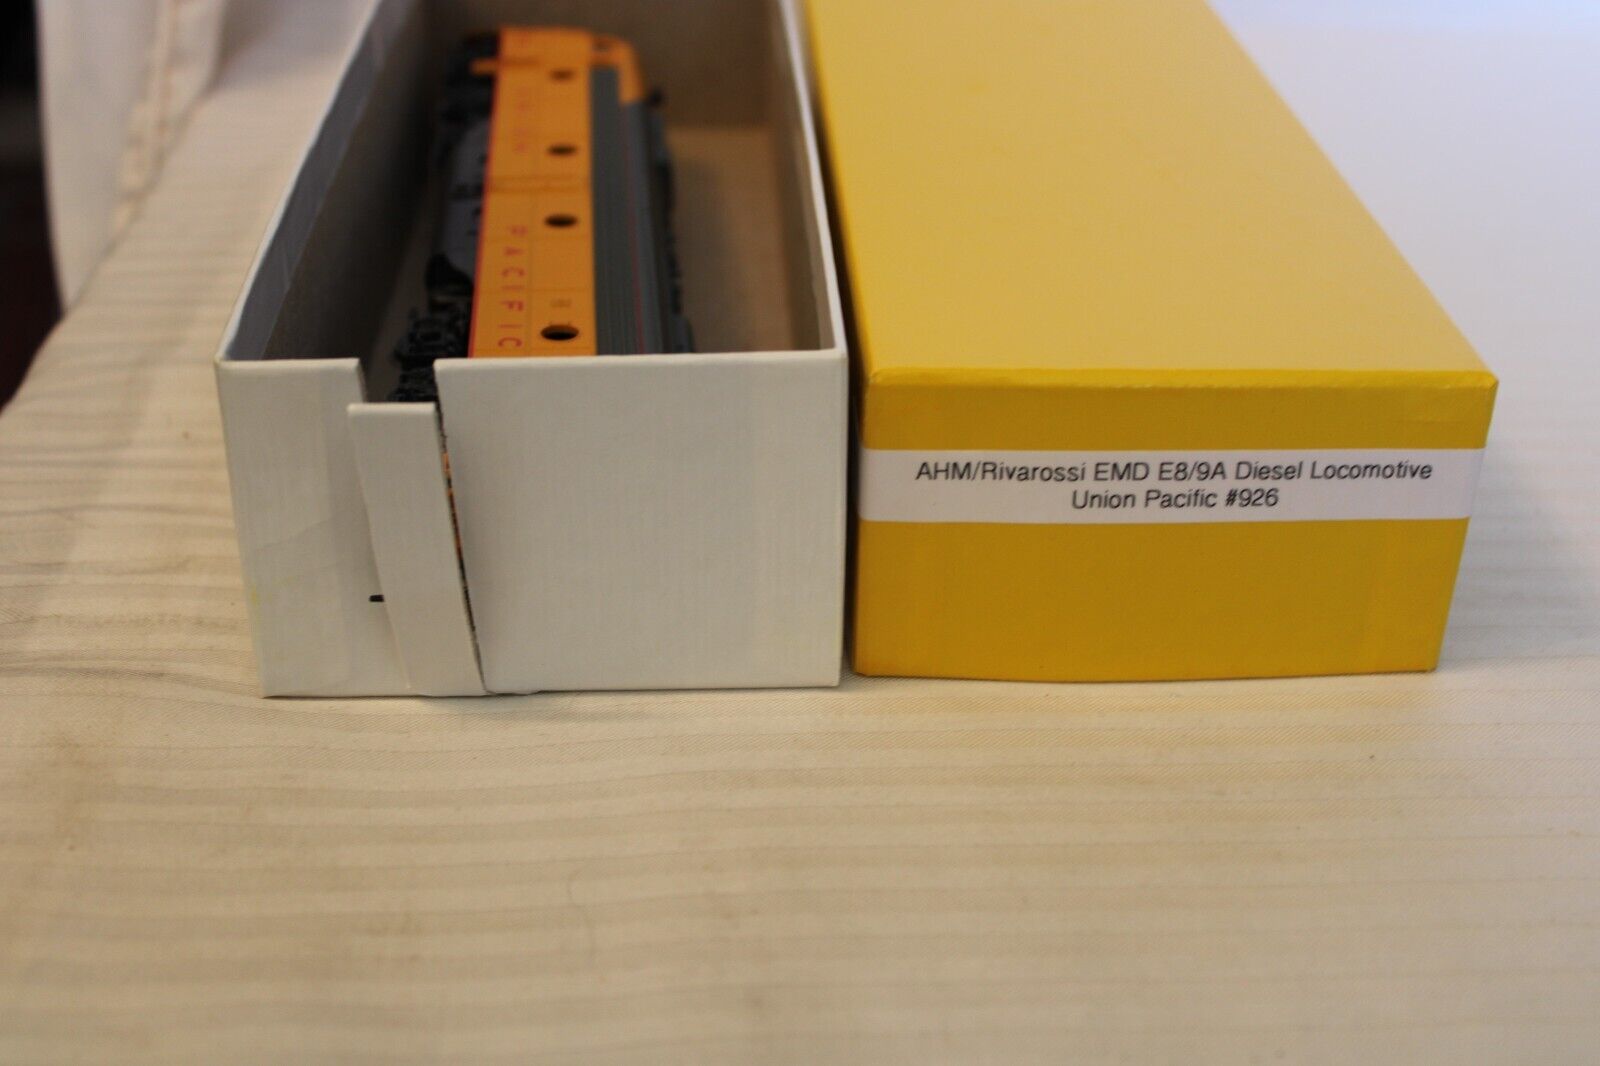 PACIFIC
AHM/Rivarossi EMD E8/9A Diesel Locomotive
Union Pacific #926